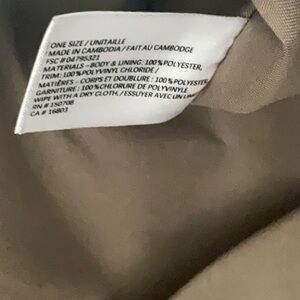 ONE SIZE / UNITAILLE
MADE IN CAMBODIA / FAIT AU CAMBODGE
FSC # 04795323
MATERIALS - BODY & LINING: 100% POLYESTER,
TRIM: 100% POLYVINYL CHLORIDE /
MATIÈRES - CORPS ET DOUBLURE : 100% POLYESTER,
GARNITURE : 100% CHLORURE DE POLYVINYLE
WIPE WITH A DRY CLOTH. / ESSUYER AVEC UN LIN
RN # 150708
CA # 16803